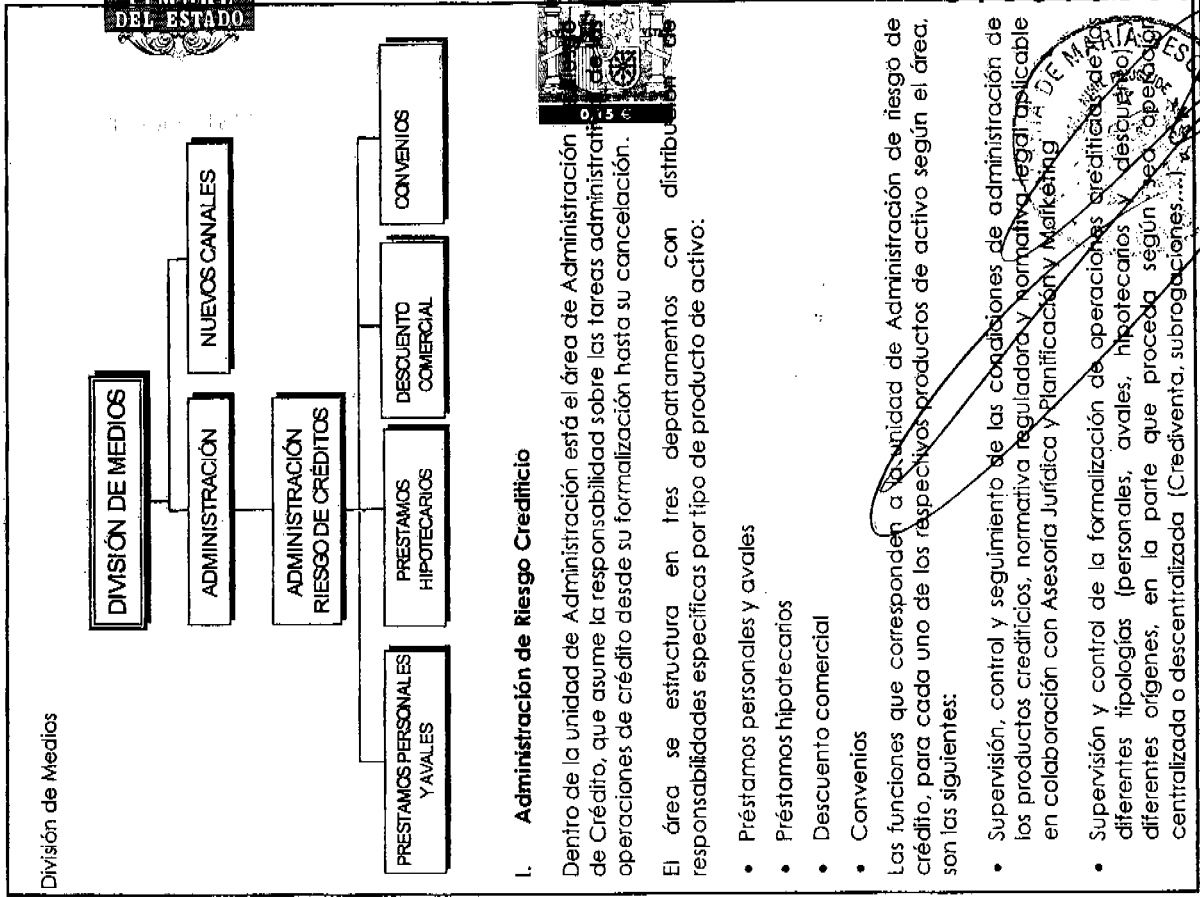 DEL ESTADO
División de Medios
DIVISIÓN DE MEDIOS
ADMINISTRACIÓN
NUEVOS CANALES
ADMINISTRACIÓN
RIESGO DE CRÉDITOS
PRESTAMOS PERSONALES
Y AVALES
PRESTAMOS
HIPOTECARIOS
DESCUENTO
COMERCIAL
CONVENIOS
0,15 €
I. Administración de Riesgo Crediticio
Dentro de la unidad de Administración está el área de Administración Riesgo
de Crédito, que asume la responsabilidad sobre las tareas administrati de las
operaciones de crédito desde su formalización hasta su cancelación.
El área se estructura en tres departamentos con distribución de
responsabilidades específicas por tipo de producto de activo:
• Préstamos personales y avales
• Préstamos hipotecarios
• Descuento comercial
• Convenios
Las funciones que corresponden a la unidad de Administración de riesgo de
crédito, para cada uno de los respectivos productos de activo según el área,
son las siguientes:
• Supervisión, control y seguimiento de las condiciones de administración de
los productos crediticios, normativa reguladora y normativa legal aplicable
en colaboración con Asesoría Jurídica y Planificación y Marketing
• Supervisión y control de la formalización de operaciones crediticias de las
diferentes tipologías (personales, avales, hipotecarios y descuento)
diferentes orígenes, en la parte que proceda según sea operación
centralizada o descentralizada (Crediventa, subrogaciones,...)
DE MARÍA